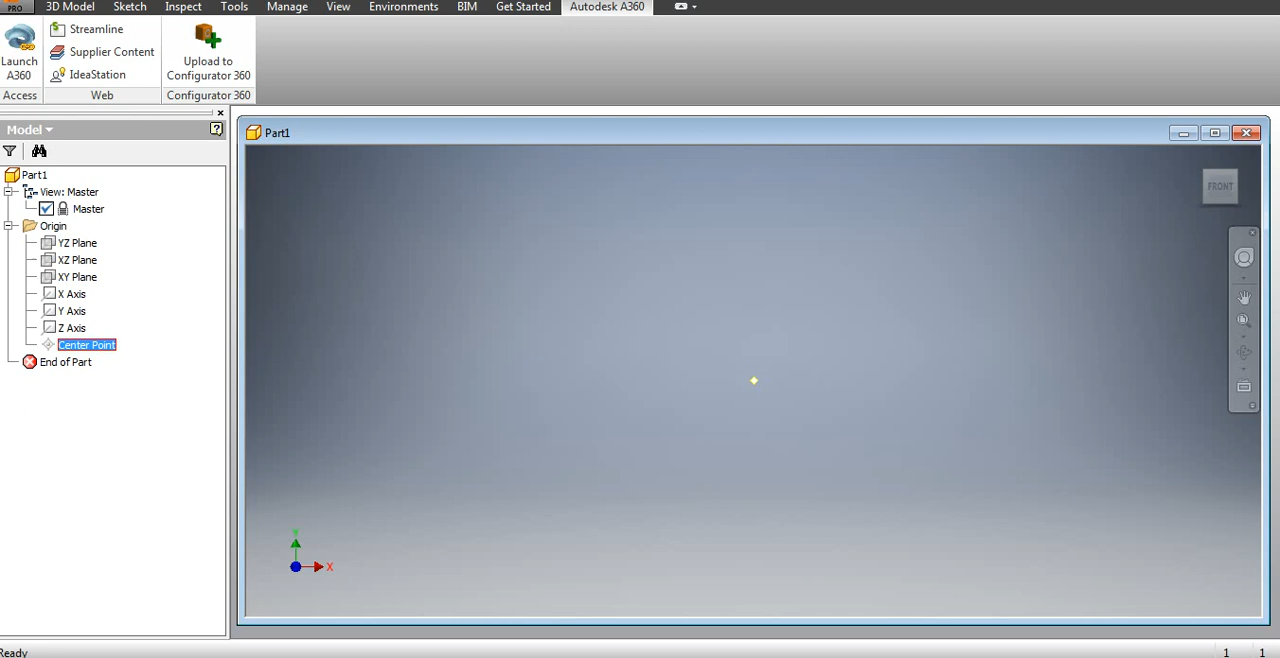 PRO 3D Model Sketch Inspect Tools Manage View Environments BIM Get Started Autodesk A360
Launch A360
Access
Streamline
Supplier Content
IdeaStation
Web
Upload to
Configurator 360
Configurator 360
Model
Part1
View: Master
Master
Origin
YZ Plane
XZ Plane
XY Plane
X Axis
Y Axis
Z Axis
Center Point
End of Part
Part1
FRONT
Y
X
Ready
1 1